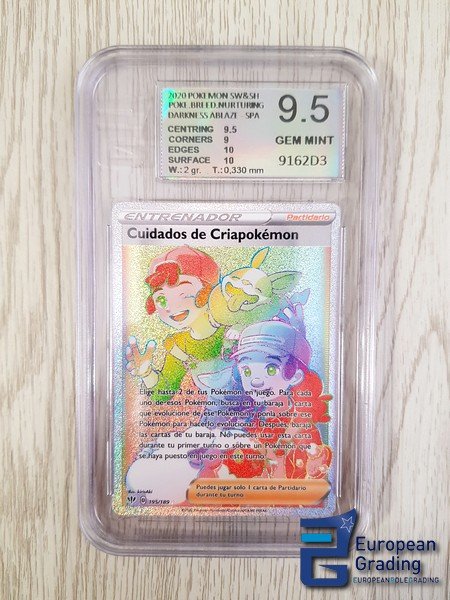 2020 POKEMON SW&SH
POKE.BREED.NURTURING
DARKNESS ABLAZE SPA
CENTRING 9.5
CORNERS 9
EDGES 10
SURFACE 10
W.: 2 gr. T.: 0,330 mm
9.5
GEM MINT
9162D3
ENTRENADOR Partidario
Cuidados de Criapokémon
Elige hasta 2 de tus Pokémon en juego. Para cada
uno de esos Pokémon, busca en tu baraja 1 carta
que evolucione de ese Pokémon y ponla sobre ese
Pokémon para hacerlo evolucionar. Después, baraja
las cartas de tu baraja. No puedes usar esta carta
durante tu primer turno o sobre un Pokémon que
se haya puesto en juego en este turno.
Puedes jugar solo 1 carta de Partidario
durante tu turno.
195/189
European
Grading
EUROPEANPOLEGRADING